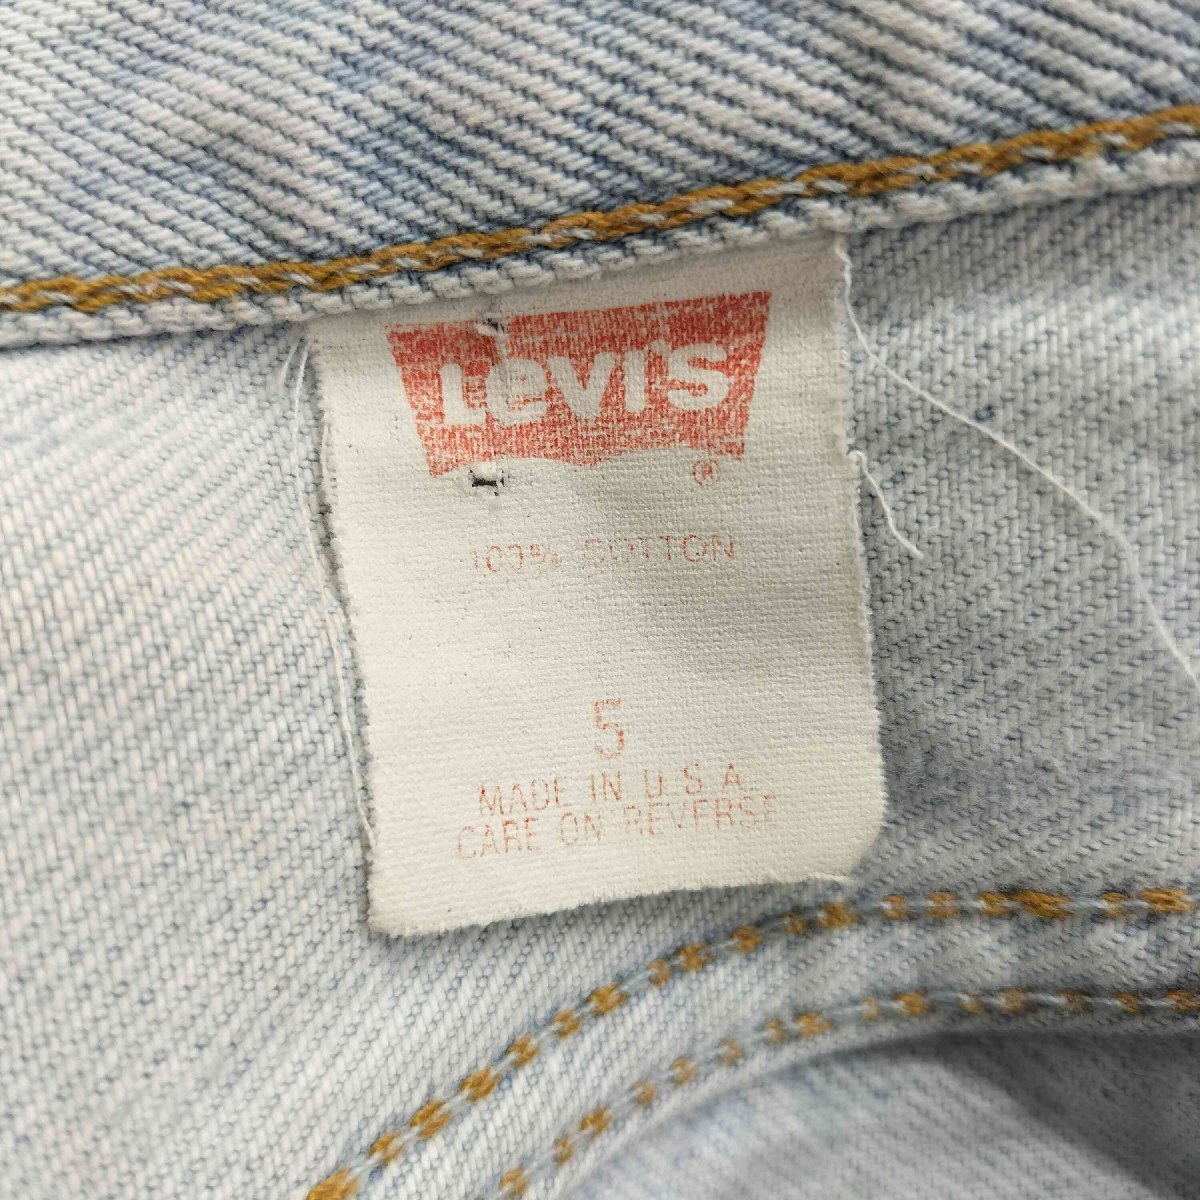 LEVI'S
®
100% COTTON
5
MADE IN U.S.A.
CARE ON REVERSE